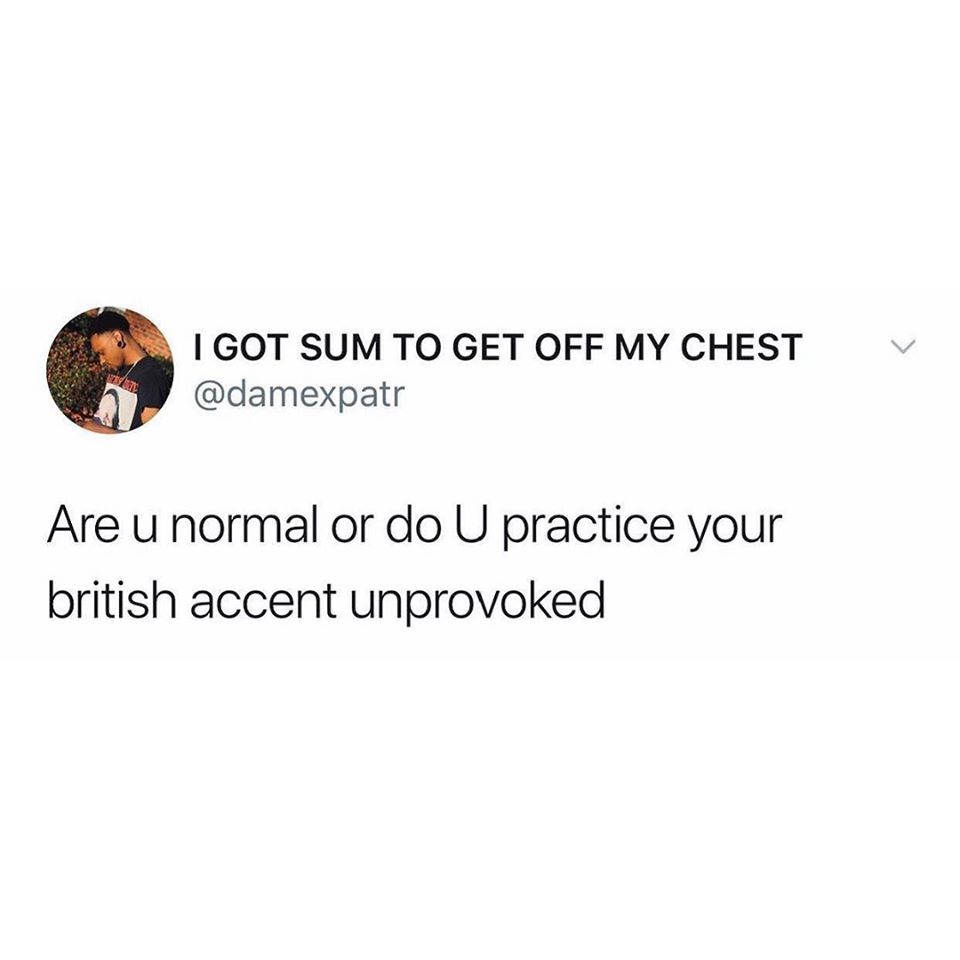 I GOT SUM TO GET OFF MY CHEST
@damexpatr
Are u normal or do U practice your
british accent unprovoked